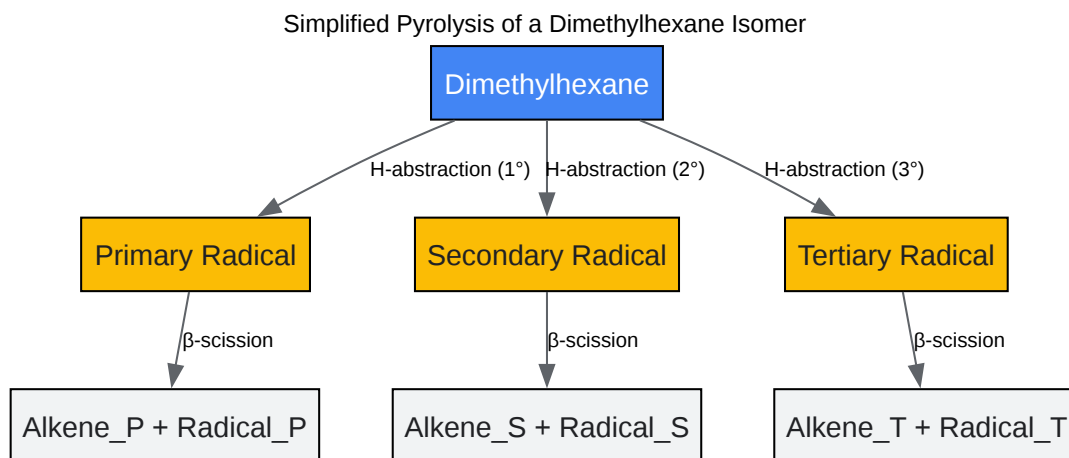 Simplified Pyrolysis of a Dimethylhexane Isomer
Dimethylhexane
H-abstraction (1°)
H-abstraction (2°)
H-abstraction (3°)
Primary Radical
Secondary Radical
Tertiary Radical
β-scission
β-scission
β-scission
Alkene_P + Radical_P
Alkene_S + Radical_S
Alkene_T + Radical_T